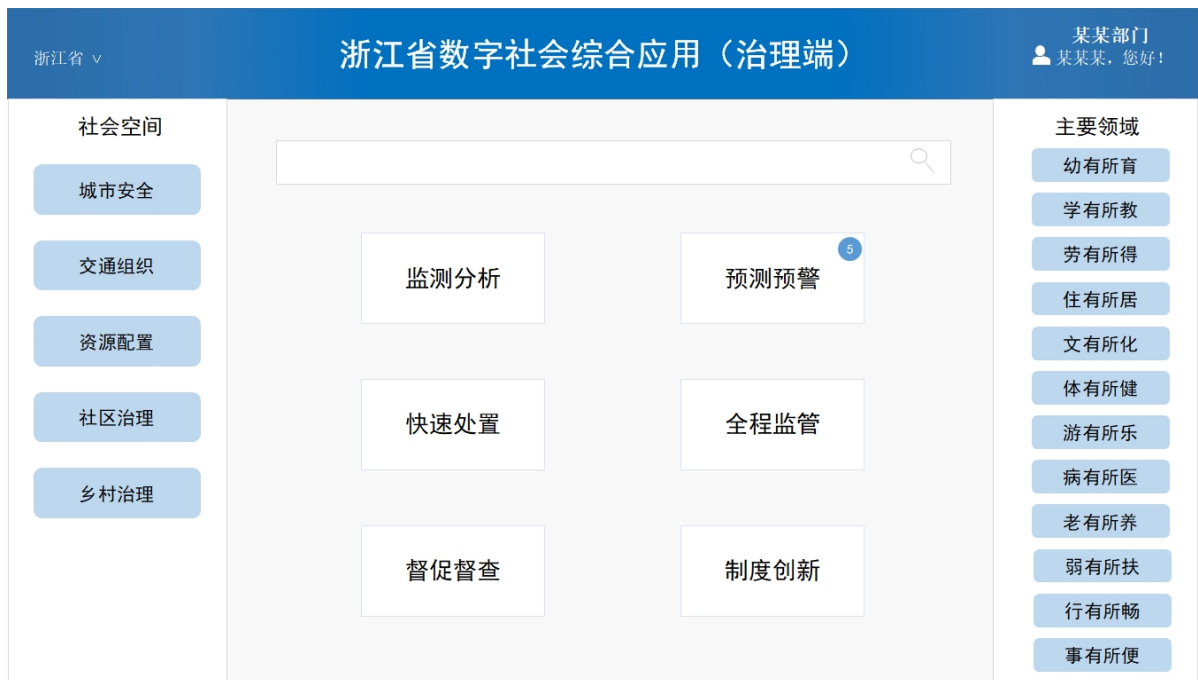 浙江省
浙江省数字社会综合应用（治理端）
某某部门
某某某，您好！
社会空间
城市安全
交通组织
资源配置
社区治理
乡村治理
监测分析
预测预警
5
快速处置
全程监管
督促督查
制度创新
主要领域
幼有所育
学有所教
劳有所得
住有所居
文有所化
体有所健
游有所乐
病有所医
老有所养
弱有所扶
行有所畅
事有所便